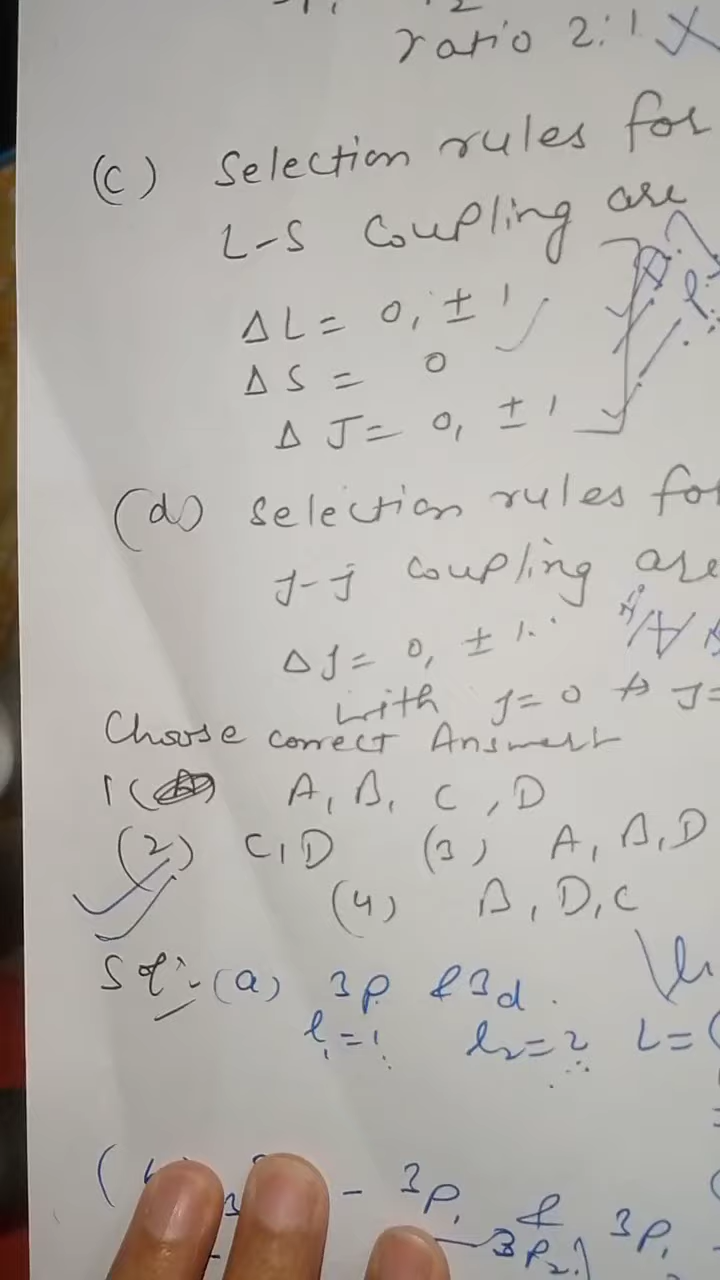 ratio 2:1 X
(c) Selection rules for
L-S Coupling are
ΔL = 0, ± 1
ΔS = 0
ΔJ = 0, ± 1
(d) Selection rules for
J-J coupling are
ΔJ = 0, ± 1
with J = 0 ↛ J =
Choose correct Answer
1( A, B, C, D
(2) C, D (3) A, B, D
(4) B, D, C
Sol:- (a) 3p & 3d.
l₁ = 1 l₂ = 2 L =
( - ³P₁ & ³P₁
- ³P₂